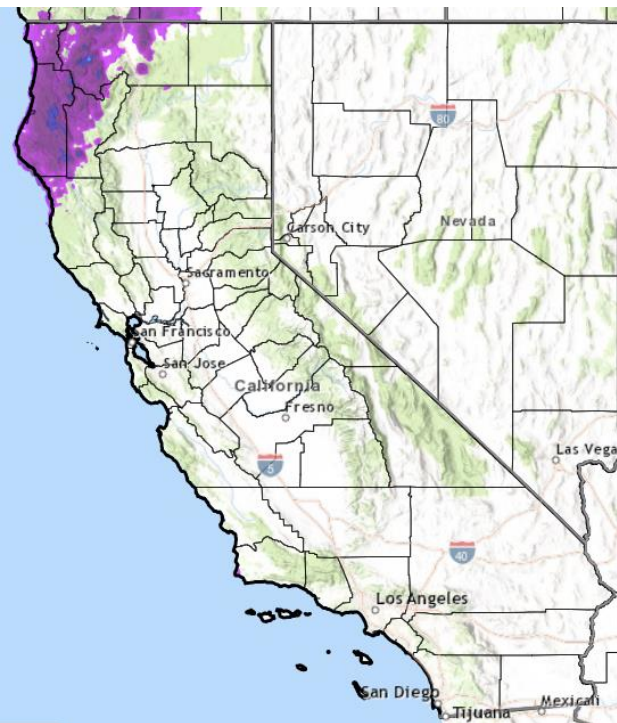 80
Carson City
Nevada
Sacramento
San Francisco
San Jose
California
Fresno
5
Las Vega
40
Los Angeles
San Diego
Tijuana
Mexicali